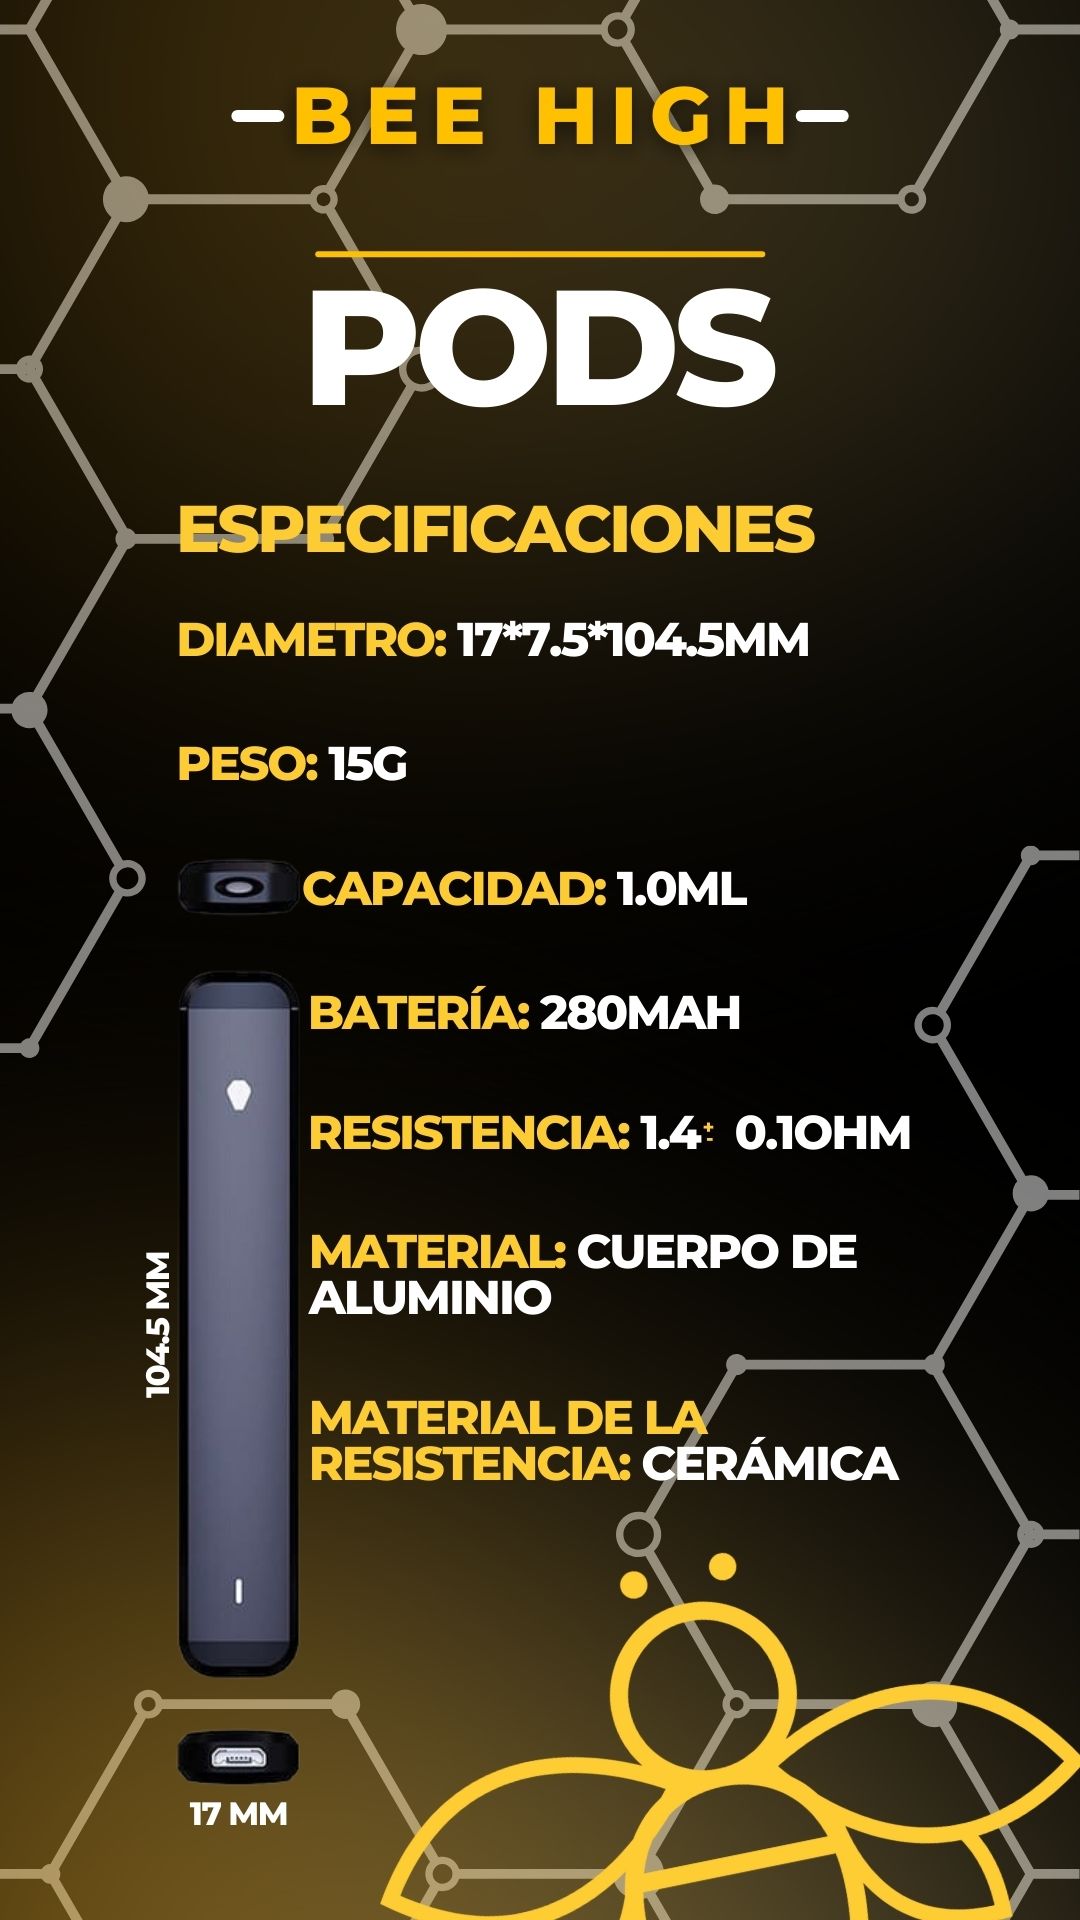 BEE HIGH
PODS
ESPECIFICACIONES
DIAMETRO: 17*7.5*104.5MM
PESO: 15G
CAPACIDAD: 1.0ML
BATERÍA: 280MAH
RESISTENCIA: 1.4± 0.1OHM
MATERIAL: CUERPO DE
ALUMINIO
MATERIAL DE LA
RESISTENCIA: CERÁMICA
104.5 MM
17 MM